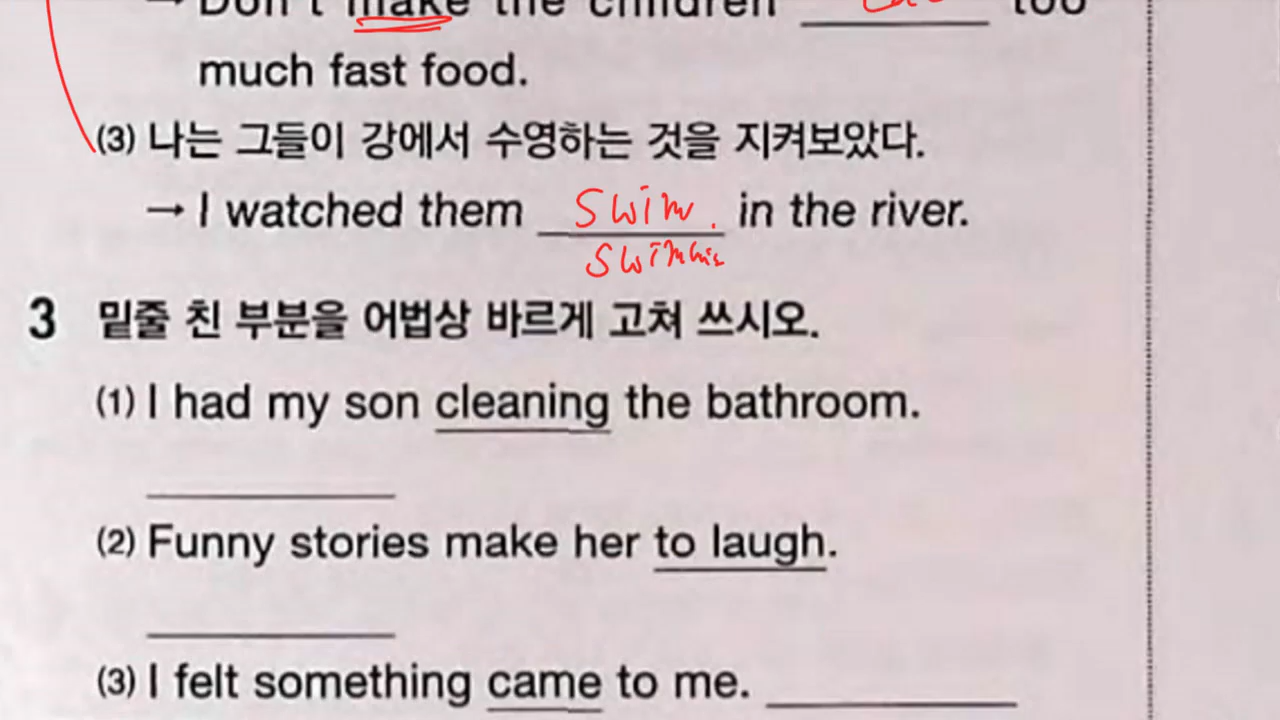 → Don't make the children ________ too
much fast food.
(3) 나는 그들이 강에서 수영하는 것을 지켜보았다.
→ I watched them swim. in the river.
3 밑줄 친 부분을 어법상 바르게 고쳐 쓰시오.
(1) I had my son cleaning the bathroom.
(2) Funny stories make her to laugh.
(3) I felt something came to me.